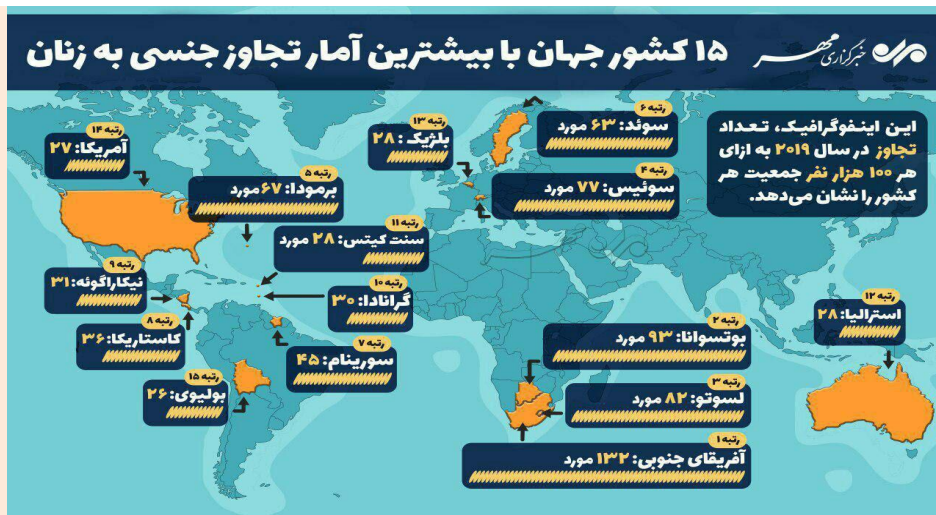 خبرگزاری مهر
۱۵ کشور جهان با بیشترین آمار تجاوز جنسی به زنان
این اینفوگرافیک، تعداد
تجاوز در سال ۲۰۱۹ به ازای
هر ۱۰۰ هزار نفر جمعیت هر
کشور را نشان می‌دهد.
رتبه ۶
سوئد: ۶۳ مورد
رتبه ۱۳
بلژیک: ۲۸
رتبه ۱۴
آمریکا: ۲۷
رتبه ۴
سوئیس: ۷۷ مورد
رتبه ۵
برمودا: ۶۷ مورد
رتبه ۱۱
سنت کیتس: ۲۸ مورد
رتبه ۹
نیکاراگوئه: ۳۱
رتبه ۱۰
گرانادا: ۳۰
رتبه ۱۲
استرالیا: ۲۸
رتبه ۸
کاستاریکا: ۳۶
رتبه ۲
بوتسوانا: ۹۳ مورد
رتبه ۷
سورینام: ۴۵
رتبه ۱۵
بولیوی: ۲۶
رتبه ۳
لسوتو: ۸۲ مورد
رتبه ۱
آفریقای جنوبی: ۱۳۲ مورد